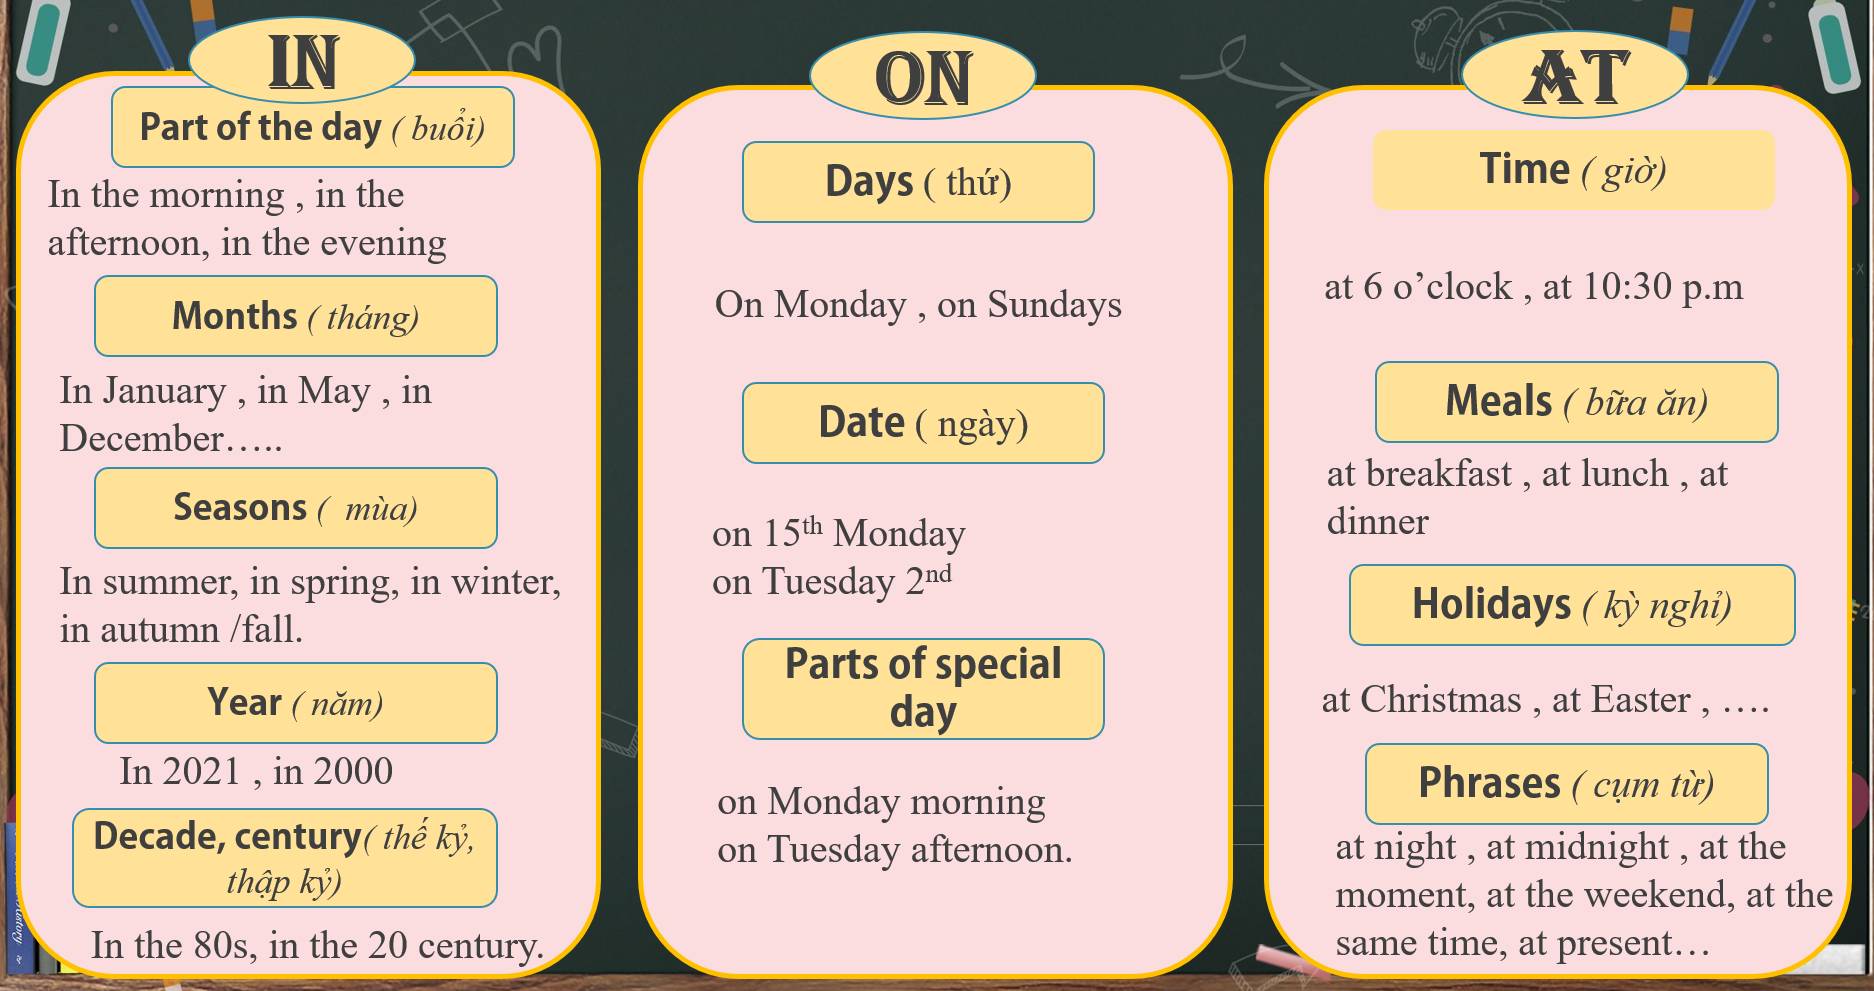 IN
Part of the day ( buổi)
In the morning , in the
afternoon, in the evening
Months ( tháng)
In January , in May , in
December…..
Seasons ( mùa)
In summer, in spring, in winter,
in autumn /fall.
Year ( năm)
In 2021 , in 2000
Decade, century( thế kỷ,
thập kỷ)
In the 80s, in the 20 century.
ON
Days ( thứ)
On Monday , on Sundays
Date ( ngày)
on 15th Monday
on Tuesday 2nd
Parts of special
day
on Monday morning
on Tuesday afternoon.
AT
Time ( giờ)
at 6 o’clock , at 10:30 p.m
Meals ( bữa ăn)
at breakfast , at lunch , at
dinner
Holidays ( kỳ nghỉ)
at Christmas , at Easter , ….
Phrases ( cụm từ)
at night , at midnight , at the
moment, at the weekend, at the
same time, at present…